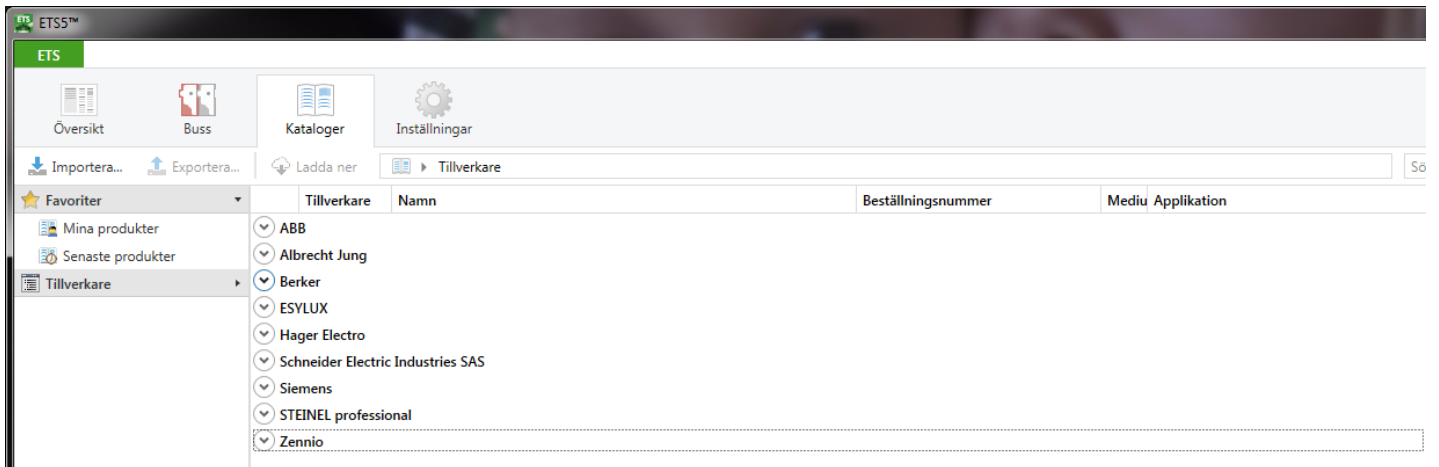 ETS5™
ETS
Översikt Buss Kataloger Inställningar
Importera... Exportera... Ladda ner Tillverkare Sö
Favoriter Tillverkare Namn Beställningsnummer Mediu Applikation
Mina produkter ABB
Senaste produkter Albrecht Jung
Tillverkare Berker
ESYLUX
Hager Electro
Schneider Electric Industries SAS
Siemens
STEINEL professional
Zennio